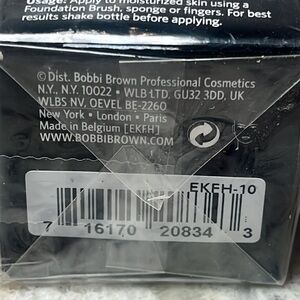 Usage: Apply to moisturized skin using a
Foundation Brush, sponge or fingers. For best
results shake bottle before applying.
© Dist. Bobbi Brown Professional Cosmetics
N.Y., N.Y. 10022 • WLB LTD, GU32 3DD, UK
WLBS NV, OEVEL BE-2260
New York • London • Paris
Made in Belgium [EKEH]
WWW.BOBBIBROWN.COM
EKEH-10
7 16170 20834 3